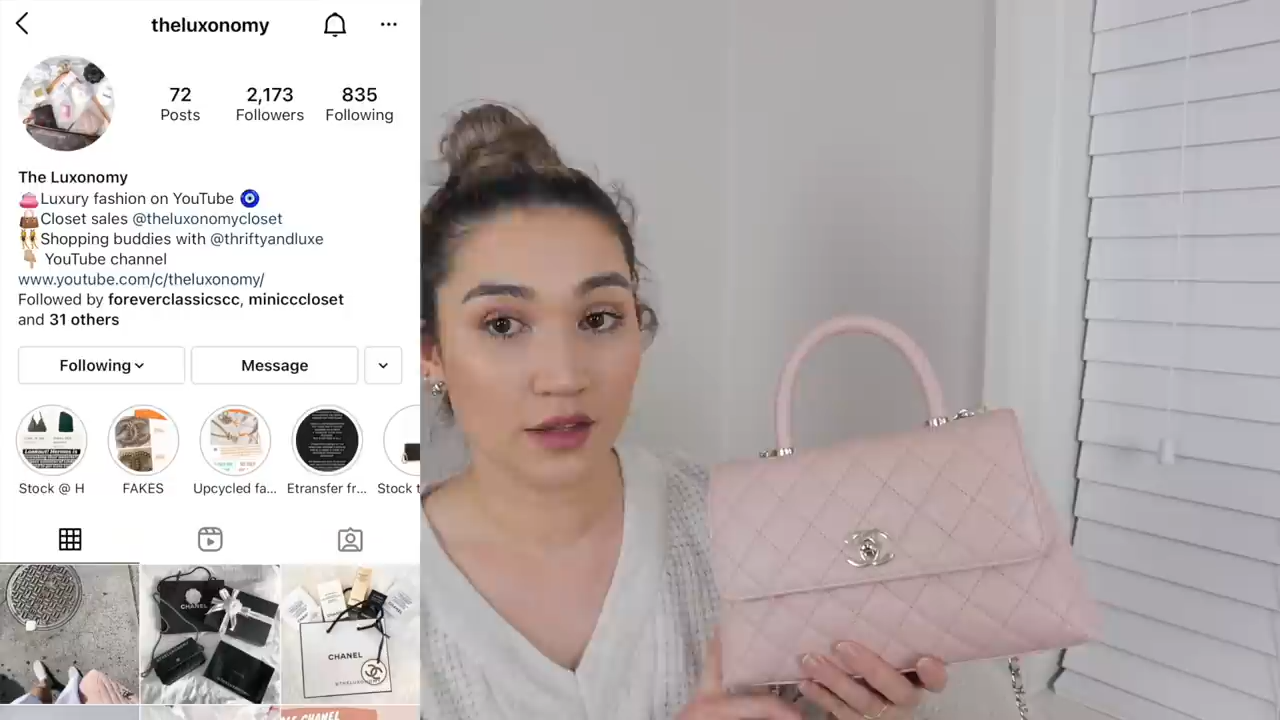 theluxonomy
72 2,173 835
Posts Followers Following
The Luxonomy
Luxury fashion on YouTube
Closet sales @theluxonomycloset
Shopping buddies with @thriftyandluxe
YouTube channel
www.youtube.com/c/theluxonomy/
Followed by foreverclassicscc, miniccloset
and 31 others
Following Message
Stock @ H FAKES Upcycled fa... Etransfer fr... Stock t
CHANEL
CHANEL
CHANEL